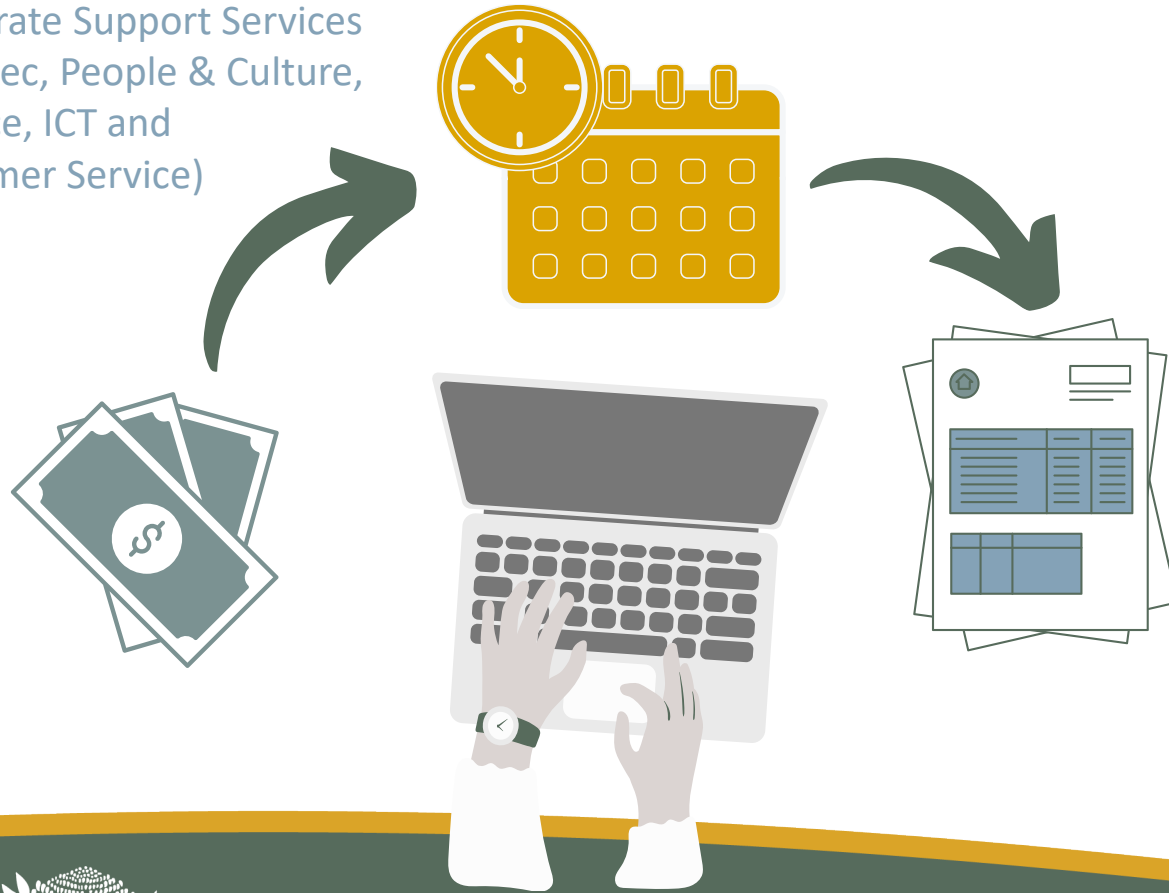 rate Support Services
ec, People & Culture,
e, ICT and
mer Service)
$